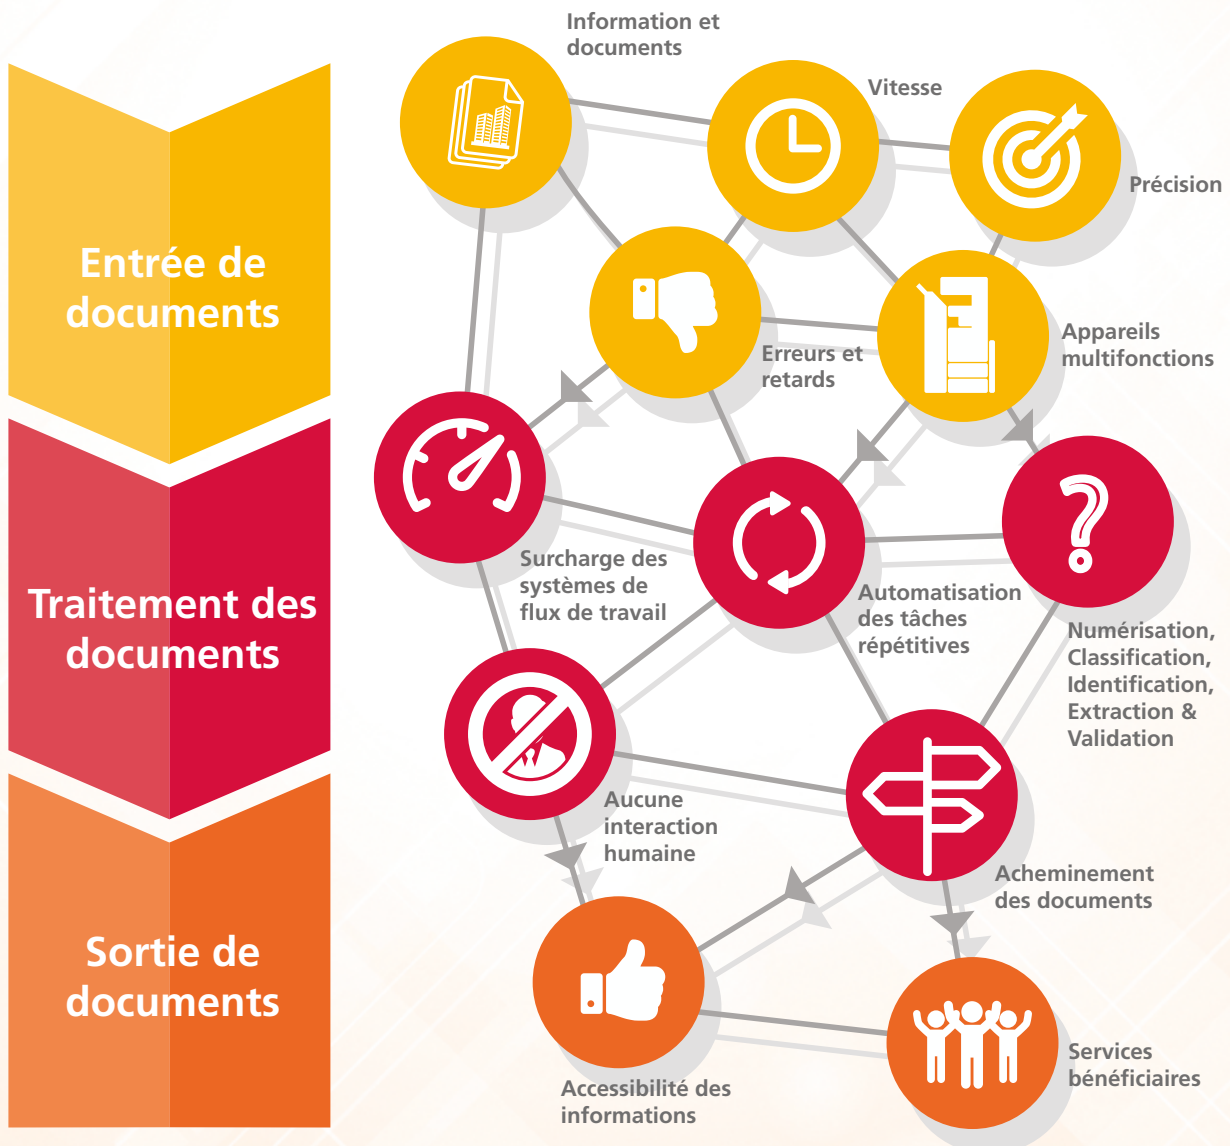 Information et
documents
Vitesse
Précision
Entrée de
documents
Erreurs et
retards
Appareils
multifonctions
Traitement des
documents
Surcharge des
systèmes de
flux de travail
Automatisation
des tâches
répétitives
Numérisation,
Classification,
Identification,
Extraction &
Validation
Aucune
interaction
humaine
Acheminement
des documents
Sortie de
documents
Accessibilité des
informations
Services
bénéficiaires